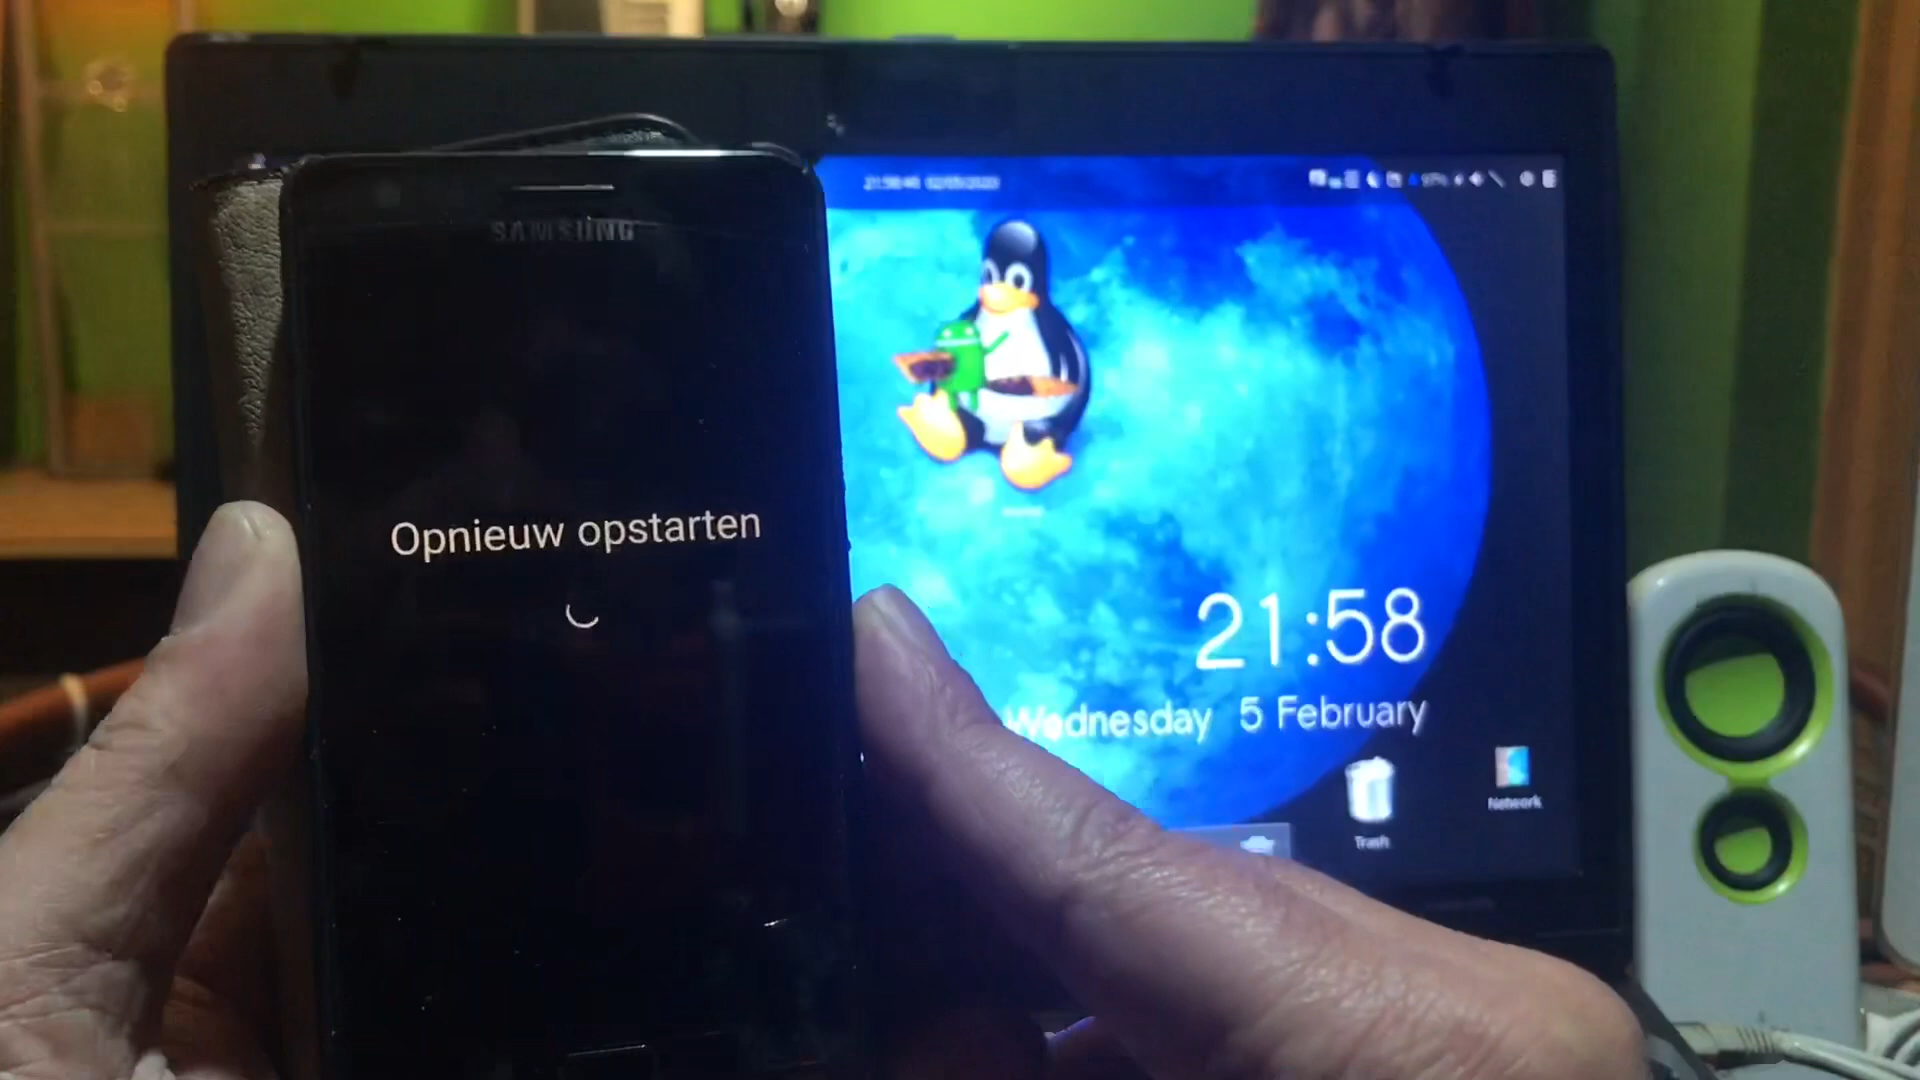 SAMSUNG
Opnieuw opstarten
21:58
Wednesday 5 February
Trash
Network